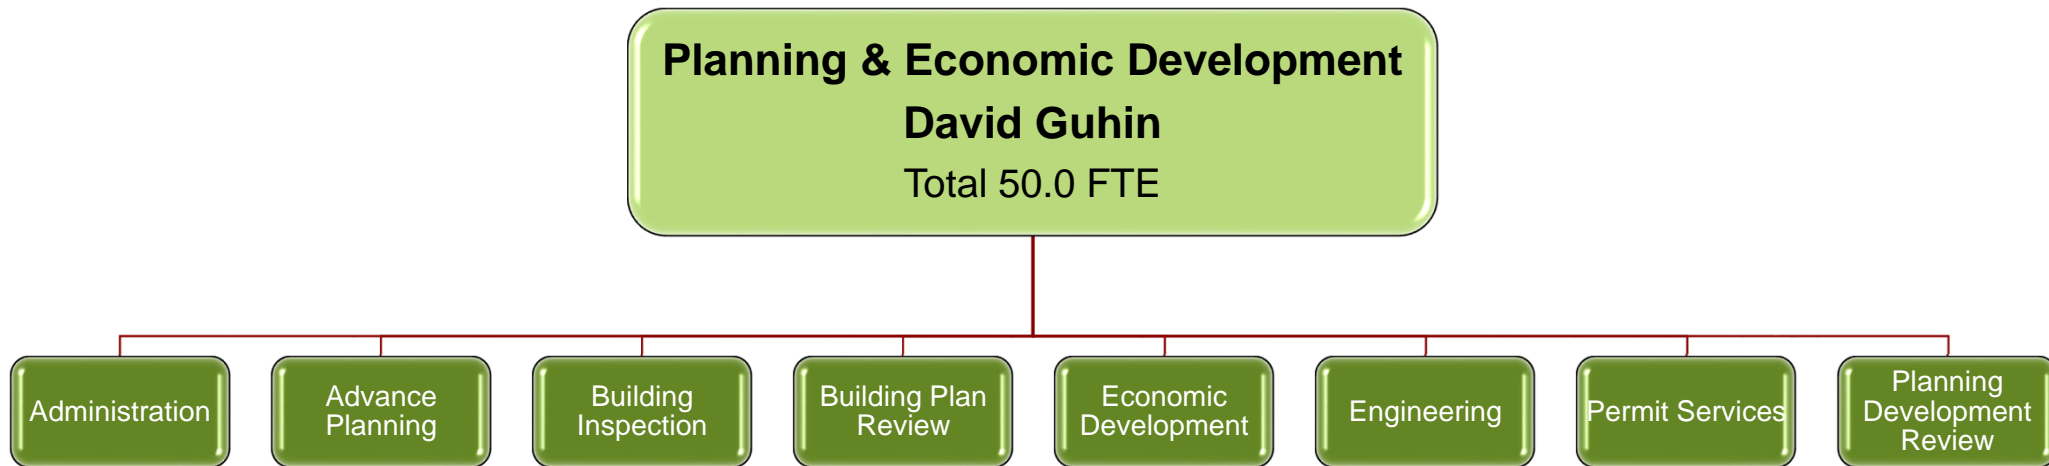 Planning & Economic Development
David Guhin
Total 50.0 FTE
Administration
Advance
Planning
Building
Inspection
Building Plan
Review
Economic
Development
Engineering
Permit Services
Planning
Development
Review